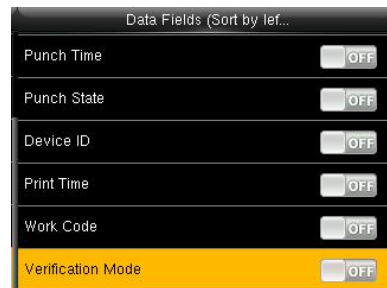 Data Fields (Sort by lef...
Punch Time OFF
Punch State OFF
Device ID OFF
Print Time OFF
Work Code OFF
Verification Mode OFF